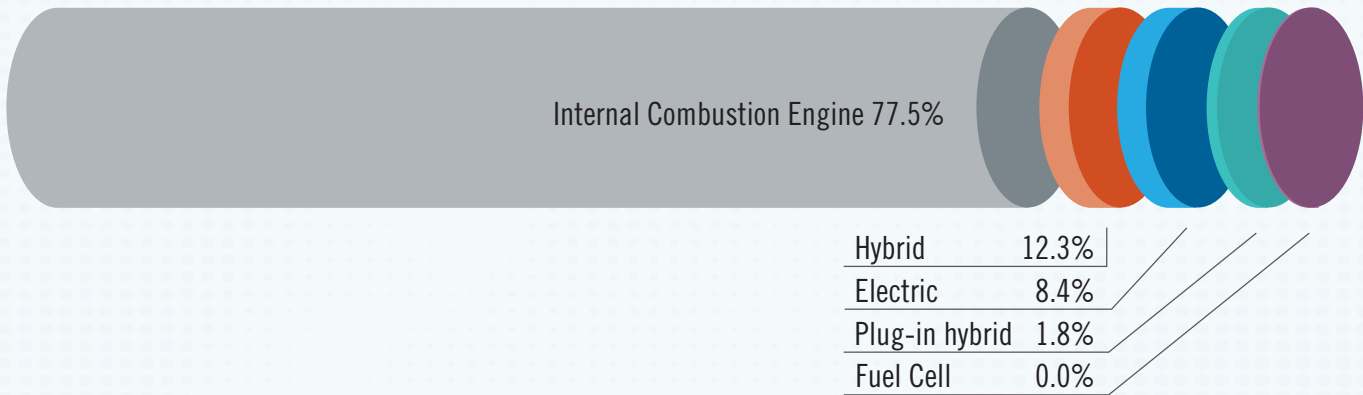 Internal Combustion Engine 77.5%
Hybrid 12.3%
Electric 8.4%
Plug-in hybrid 1.8%
Fuel Cell 0.0%